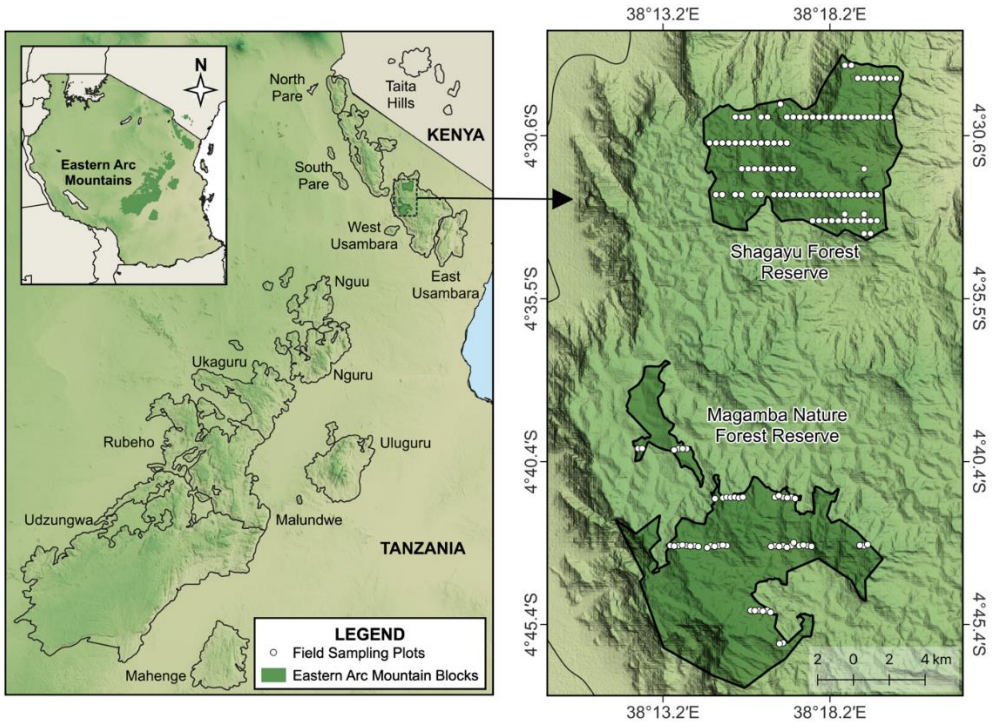 N
Eastern Arc
Mountains
North
Pare
Taita
Hills
KENYA
South
Pare
West
Usambara
East
Usambara
Nguu
Ukaguru
Nguru
Rubeho
Uluguru
Udzungwa
Malundwe
TANZANIA
Mahenge
LEGEND
Field Sampling Plots
Eastern Arc Mountain Blocks
38°13.2'E
38°18.2'E
4°30.6'S
4°30.6'S
Shagayu Forest
Reserve
4°35.5'S
4°35.5'S
Magamba Nature
Forest Reserve
4°40.4'S
4°40.4'S
4°45.4'S
4°45.4'S
2 0 2 4 km
38°13.2'E
38°18.2'E